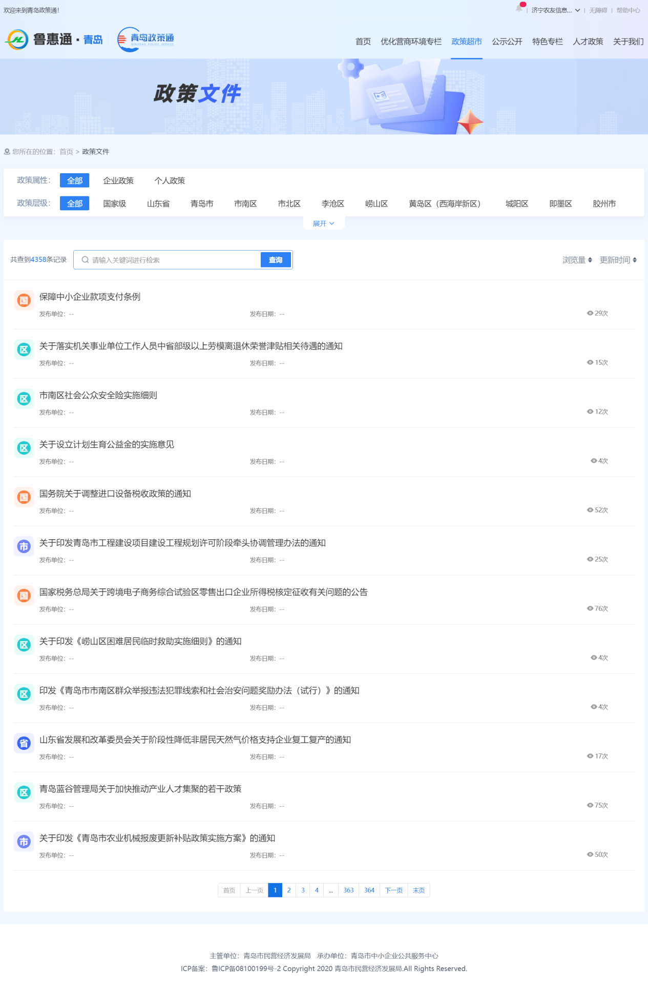 欢迎来到青岛政策通！
济宁农友信息... | 无障碍 | 帮助中心
鲁惠通·青岛 青岛政策通
QINGDAO POLICY SERVICE
首页 优化营商环境专栏 政策超市 公示公开 特色专栏 人才政策 关于我们
政策文件
您所在的位置：首页 > 政策文件
政策属性： 全部 企业政策 个人政策
政策层级： 全部 国家级 山东省 青岛市 市南区 市北区 李沧区 崂山区 黄岛区（西海岸新区） 城阳区 即墨区 胶州市
展开
共查到4358条记录 请输入关键词进行检索 查询 浏览量 更新时间
国 保障中小企业款项支付条例
发布单位：-- 发布日期：-- 29次
区 关于落实机关事业单位工作人员中省部级以上劳模离退休荣誉津贴相关待遇的通知
发布单位：-- 发布日期：-- 15次
区 市南区社会公众安全险实施细则
发布单位：-- 发布日期：-- 12次
区 关于设立计划生育公益金的实施意见
发布单位：-- 发布日期：-- 4次
国 国务院关于调整进口设备税收政策的通知
发布单位：-- 发布日期：-- 52次
市 关于印发青岛市工程建设项目建设工程规划许可阶段牵头协调管理办法的通知
发布单位：-- 发布日期：-- 25次
国 国家税务总局关于跨境电子商务综合试验区零售出口企业所得税核定征收有关问题的公告
发布单位：-- 发布日期：-- 76次
区 关于印发《崂山区困难居民临时救助实施细则》的通知
发布单位：-- 发布日期：-- 4次
区 印发《青岛市市南区群众举报违法犯罪线索和社会治安问题奖励办法（试行）》的通知
发布单位：-- 发布日期：-- 4次
省 山东省发展和改革委员会关于阶段性降低非居民天然气价格支持企业复工复产的通知
发布单位：-- 发布日期：-- 17次
区 青岛蓝谷管理局关于加快推动产业人才集聚的若干政策
发布单位：-- 发布日期：-- 75次
市 关于印发《青岛市农业机械报废更新补贴政策实施方案》的通知
发布单位：-- 发布日期：-- 50次
首页 上一页 1 2 3 4 ... 363 364 下一页 末页
主管单位：青岛市民营经济发展局 承办单位：青岛市中小企业公共服务中心
ICP备案：鲁ICP备08100199号-2 Copyright 2020 青岛市民营经济发展局.All Rights Reserved.